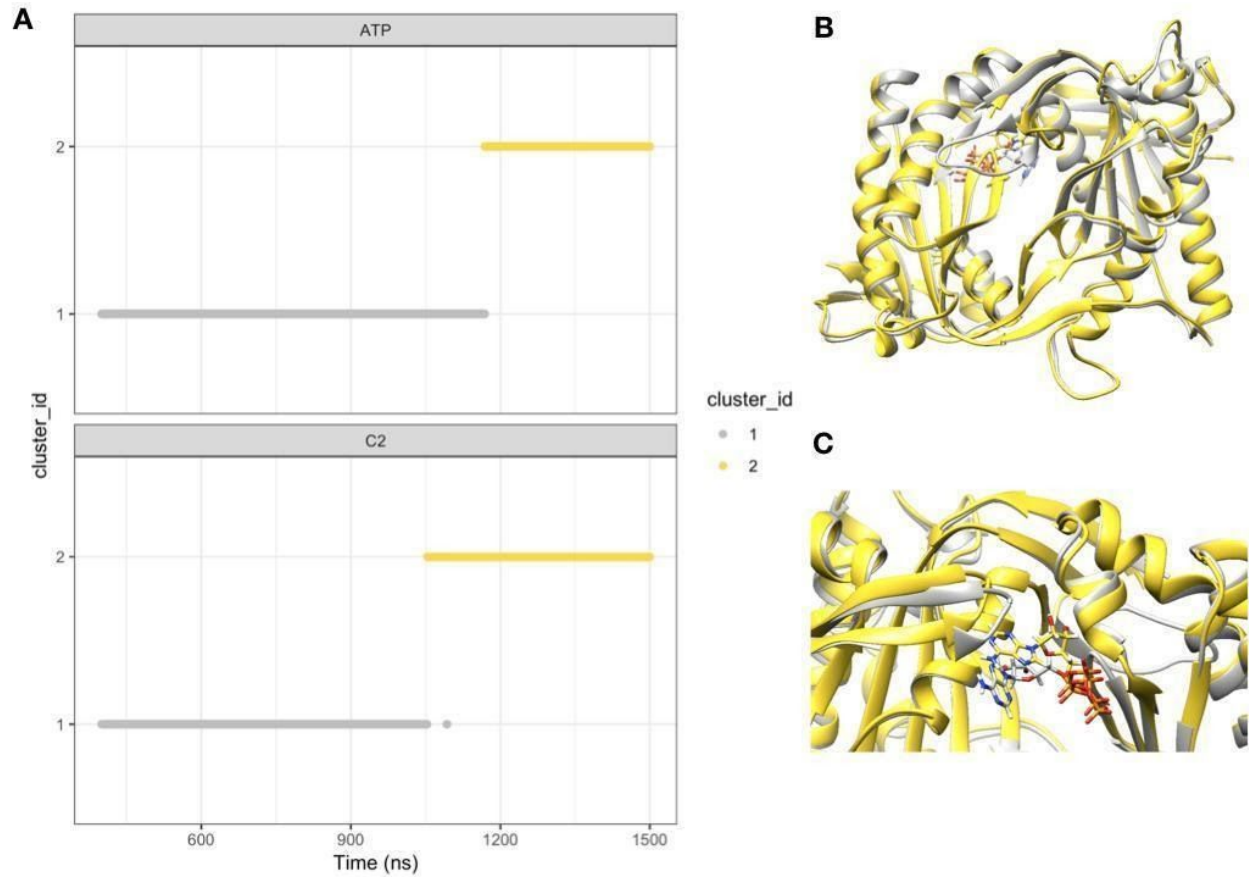 A
ATP
2
1
cluster_id
C2
2
1
600
900
1200
1500
Time (ns)
cluster_id
1
2
B
C